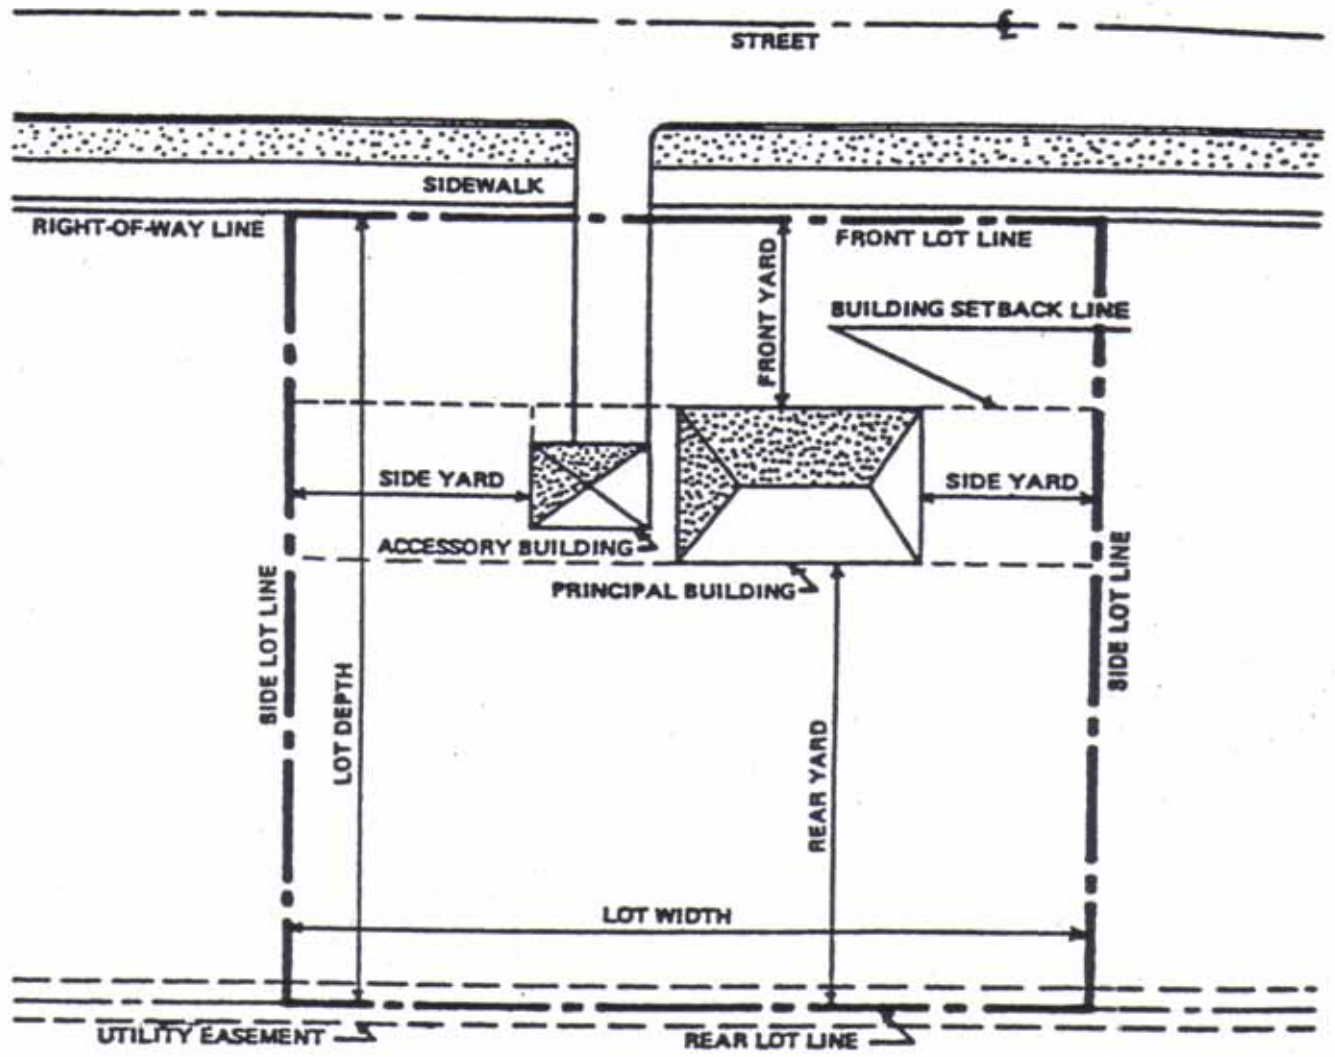 STREET
SIDEWALK
RIGHT-OF-WAY LINE
FRONT LOT LINE
FRONT YARD
BUILDING SETBACK LINE
SIDE YARD
SIDE YARD
ACCESSORY BUILDING
PRINCIPAL BUILDING
SIDE LOT LINE
SIDE LOT LINE
LOT DEPTH
REAR YARD
LOT WIDTH
UTILITY EASEMENT
REAR LOT LINE